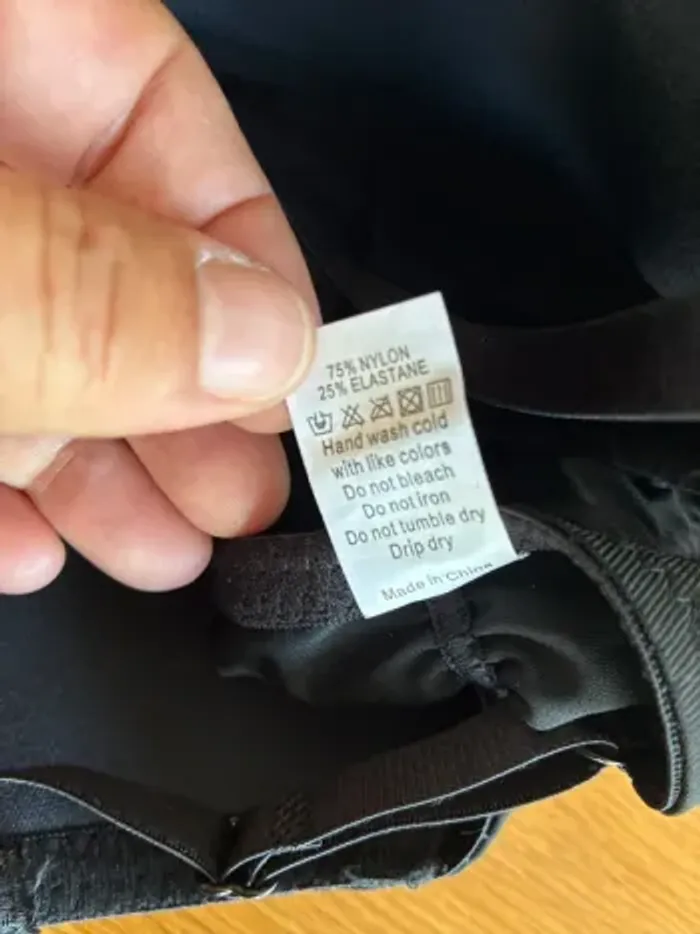 75% NYLON
25% ELASTANE
Hand wash cold
with like colors
Do not bleach
Do not iron
Do not tumble dry
Drip dry
Made in China